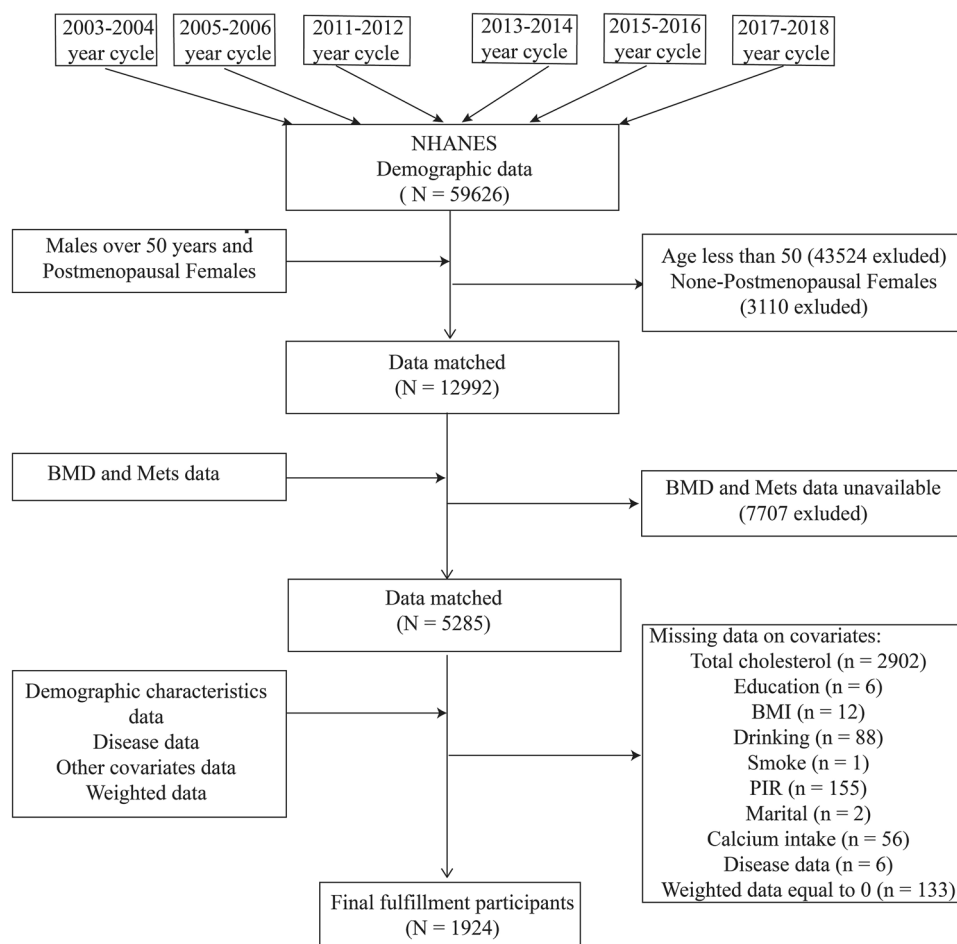 2003-2004
year cycle
2005-2006
year cycle
2011-2012
year cycle
2013-2014
year cycle
2015-2016
year cycle
2017-2018
year cycle
NHANES
Demographic data
( N = 59626)
Males over 50 years and
Postmenopausal Females
Age less than 50 (43524 exluded)
None-Postmenopausal Females
(3110 exluded)
Data matched
(N = 12992)
BMD and Mets data
BMD and Mets data unavailable
(7707 exluded)
Data matched
(N = 5285)
Demographic characteristics
data
Disease data
Other covariates data
Weighted data
Missing data on covariates:
Total cholesterol (n = 2902)
Education (n = 6)
BMI (n = 12)
Drinking (n = 88)
Smoke (n = 1)
PIR (n = 155)
Marital (n = 2)
Calcium intake (n = 56)
Disease data (n = 6)
Weighted data equal to 0 (n = 133)
Final fulfillment participants
(N = 1924)